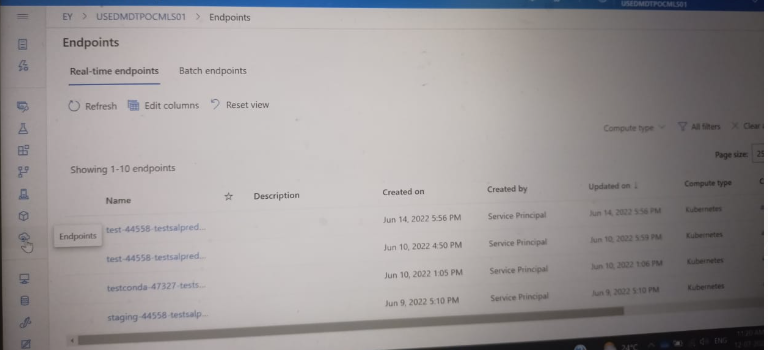 USEDMDTPOCMLS01
EY > USEDMDTPOCMLS01 > Endpoints
Endpoints
Real-time endpoints Batch endpoints
Refresh Edit columns Reset view
Compute type All filters Clear
Showing 1-10 endpoints
Page size: 25
Name Description Created on Created by Updated on ↓ Compute type
test-44558-testsalpred... Jun 14, 2022 5:56 PM Service Principal Jun 14, 2022 5:56 PM Kubernetes
Endpoints
test-44558-testsalpred... Jun 10, 2022 4:50 PM Service Principal Jun 10, 2022 5:59 PM Kubernetes
testconda-47327-tests... Jun 10, 2022 1:05 PM Service Principal Jun 10, 2022 1:06 PM Kubernetes
staging-44558-testsalp... Jun 9, 2022 5:10 PM Service Principal Jun 9, 2022 5:10 PM Kubernetes
24°C ENG